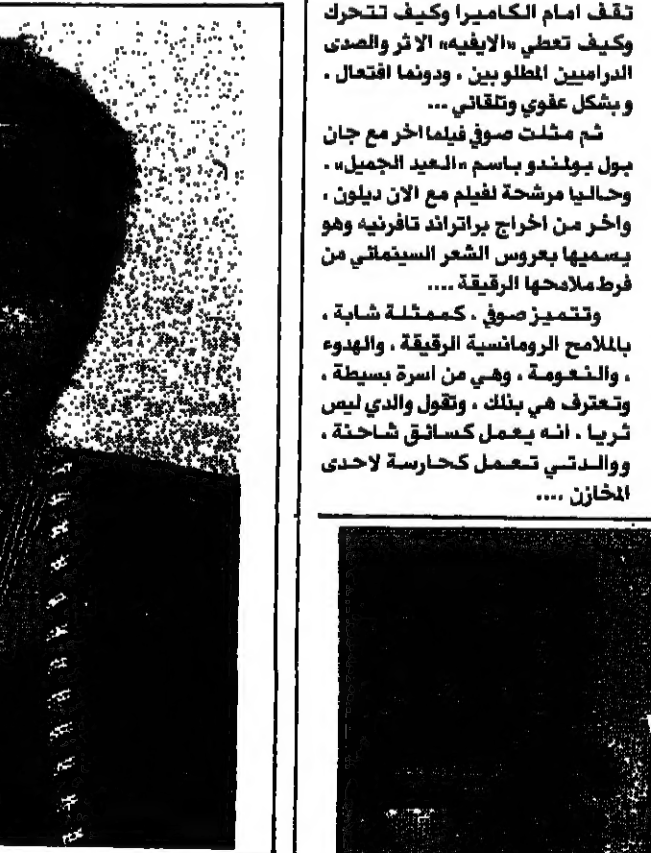 تقف امام الكاميرا وكيف تتحرك
وكيف تعطي «الايفيه» الاثر والصدى
الدراميين المطلوبين ، ودونما افتعال ،
وبشكل عفوي وتلقائي ...
ثم مثلت صوفي فيلما اخر مع جان
بول بولمندو باسم «العيد الجميل» .
وحاليا مرشحة لفيلم مع الان ديلون ،
واخر من اخراج براتراند تافرنيه وهو
يسميها بعروس الشعر السينمائي من
فرط ملامحها الرقيقة ....
وتتميز صوفي ، كممثلة شابة ،
بالملامح الرومانسية الرقيقة ، والهدوء
، والنعومة ، وهي من اسرة بسيطة ،
وتعترف هي بذلك ، وتقول والدي ليس
ثريا ، انه يعمل كسائق شاحنة ،
ووالدتي تعمل كحارسة لاحدى
المخازن ....